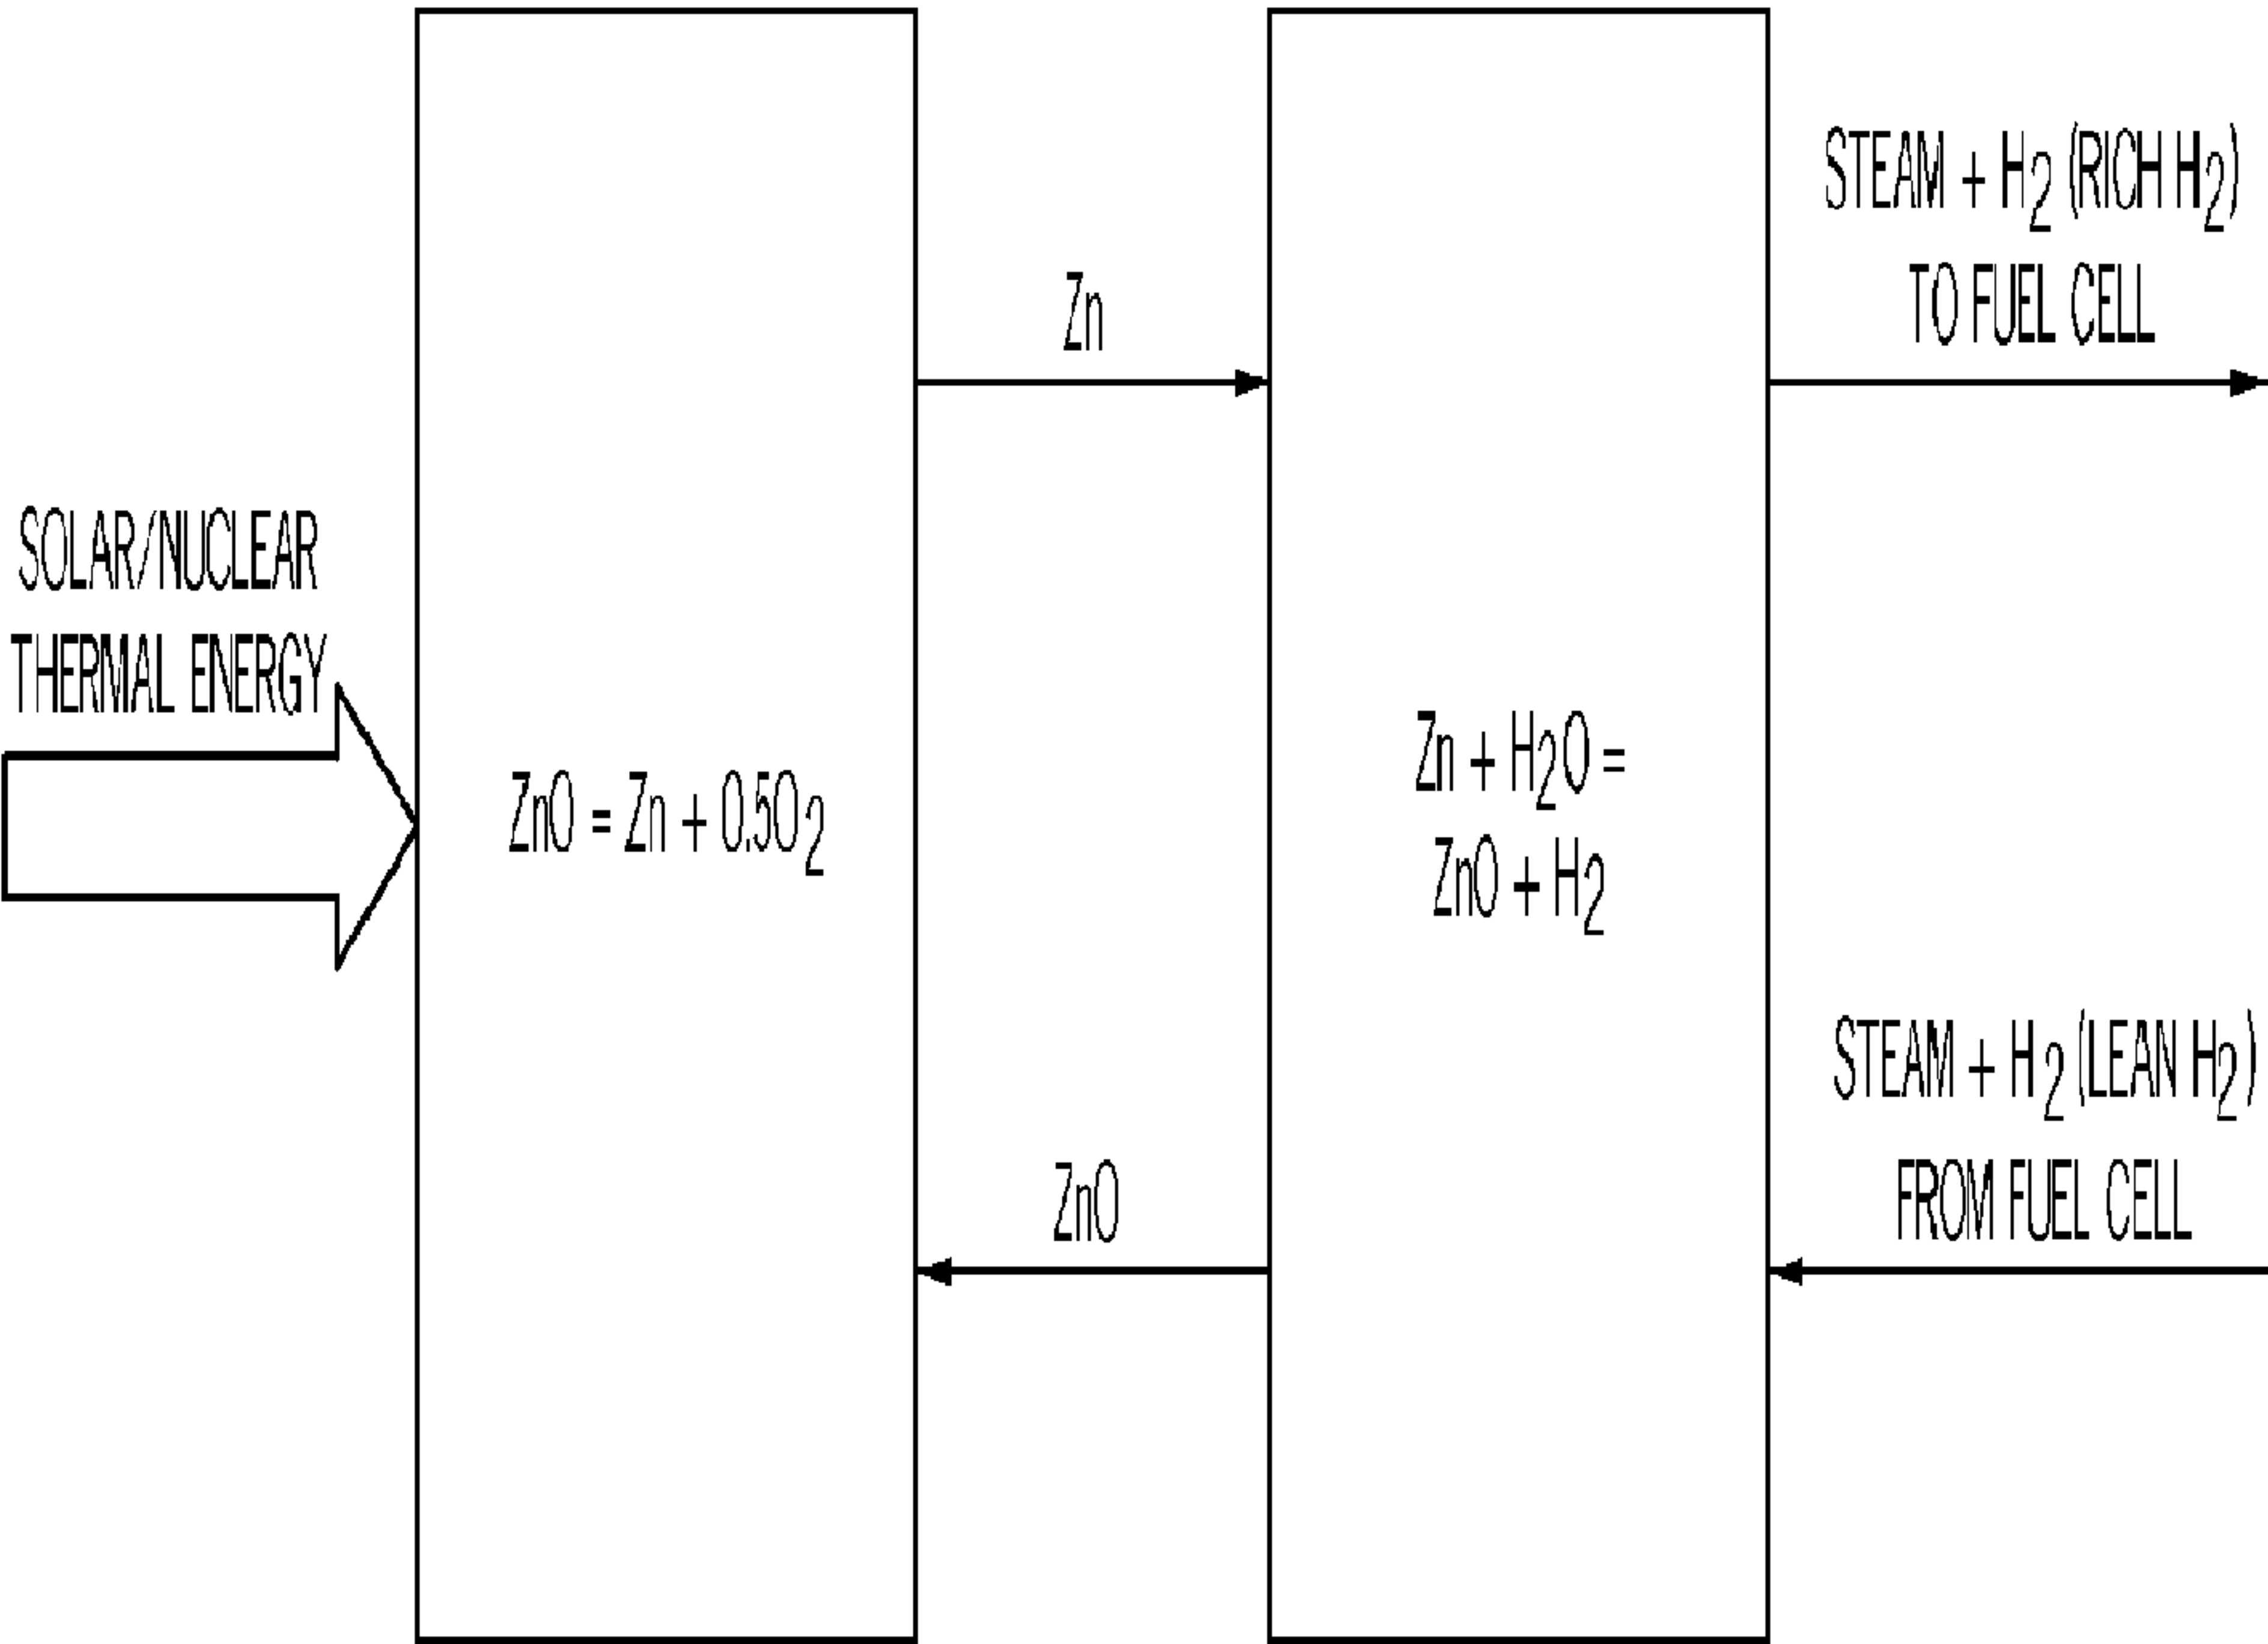 STEAM + H₂ (RICH H₂)
TO FUEL CELL
Zn
SOLAR/NUCLEAR
THERMAL ENERGY
ZnO = Zn + 0.5O₂
Zn + H₂O =
ZnO + H₂
STEAM + H₂ (LEAN H₂)
FROM FUEL CELL
ZnO